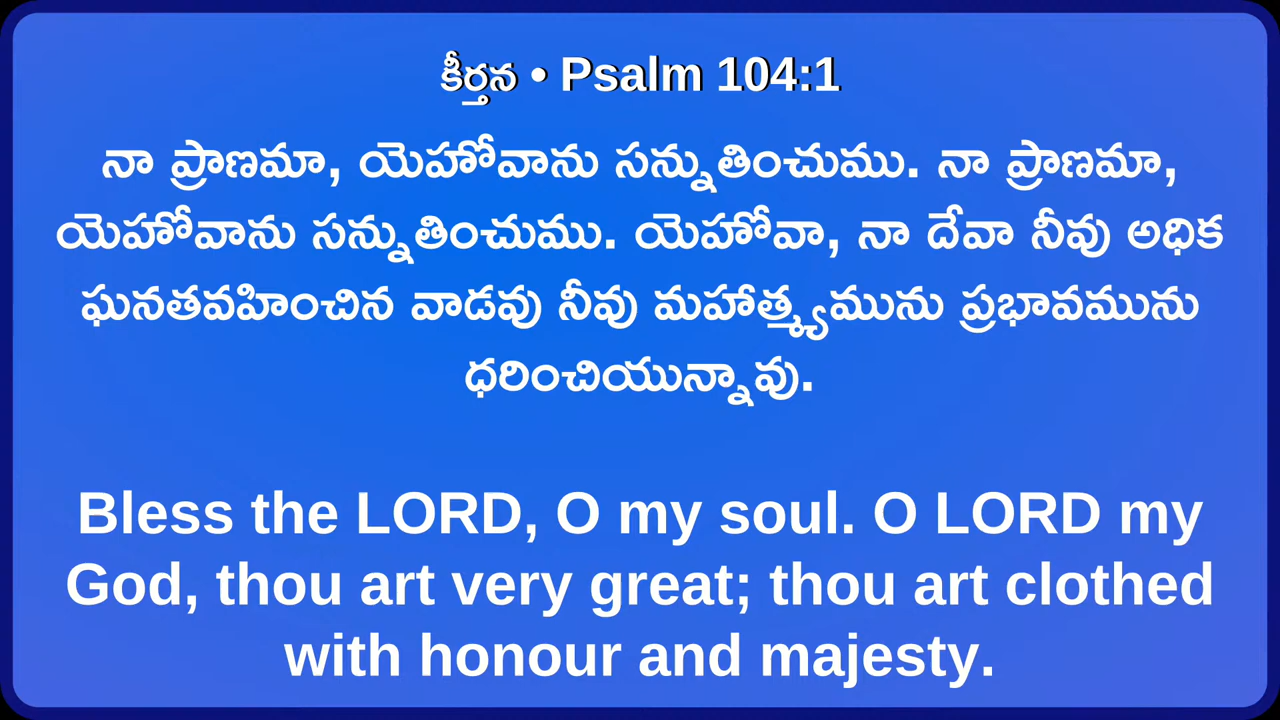 కీర్తన • Psalm 104:1
నా ప్రాణమా, యెహోవాను సన్నుతించుము. నా ప్రాణమా,
యెహోవాను సన్నుతించుము. యెహోవా, నా దేవా నీవు అధిక
ఘనతవహించిన వాడవు నీవు మహాత్మ్యమును ప్రభావమును
ధరించియున్నావు.
Bless the LORD, O my soul. O LORD my
God, thou art very great; thou art clothed
with honour and majesty.